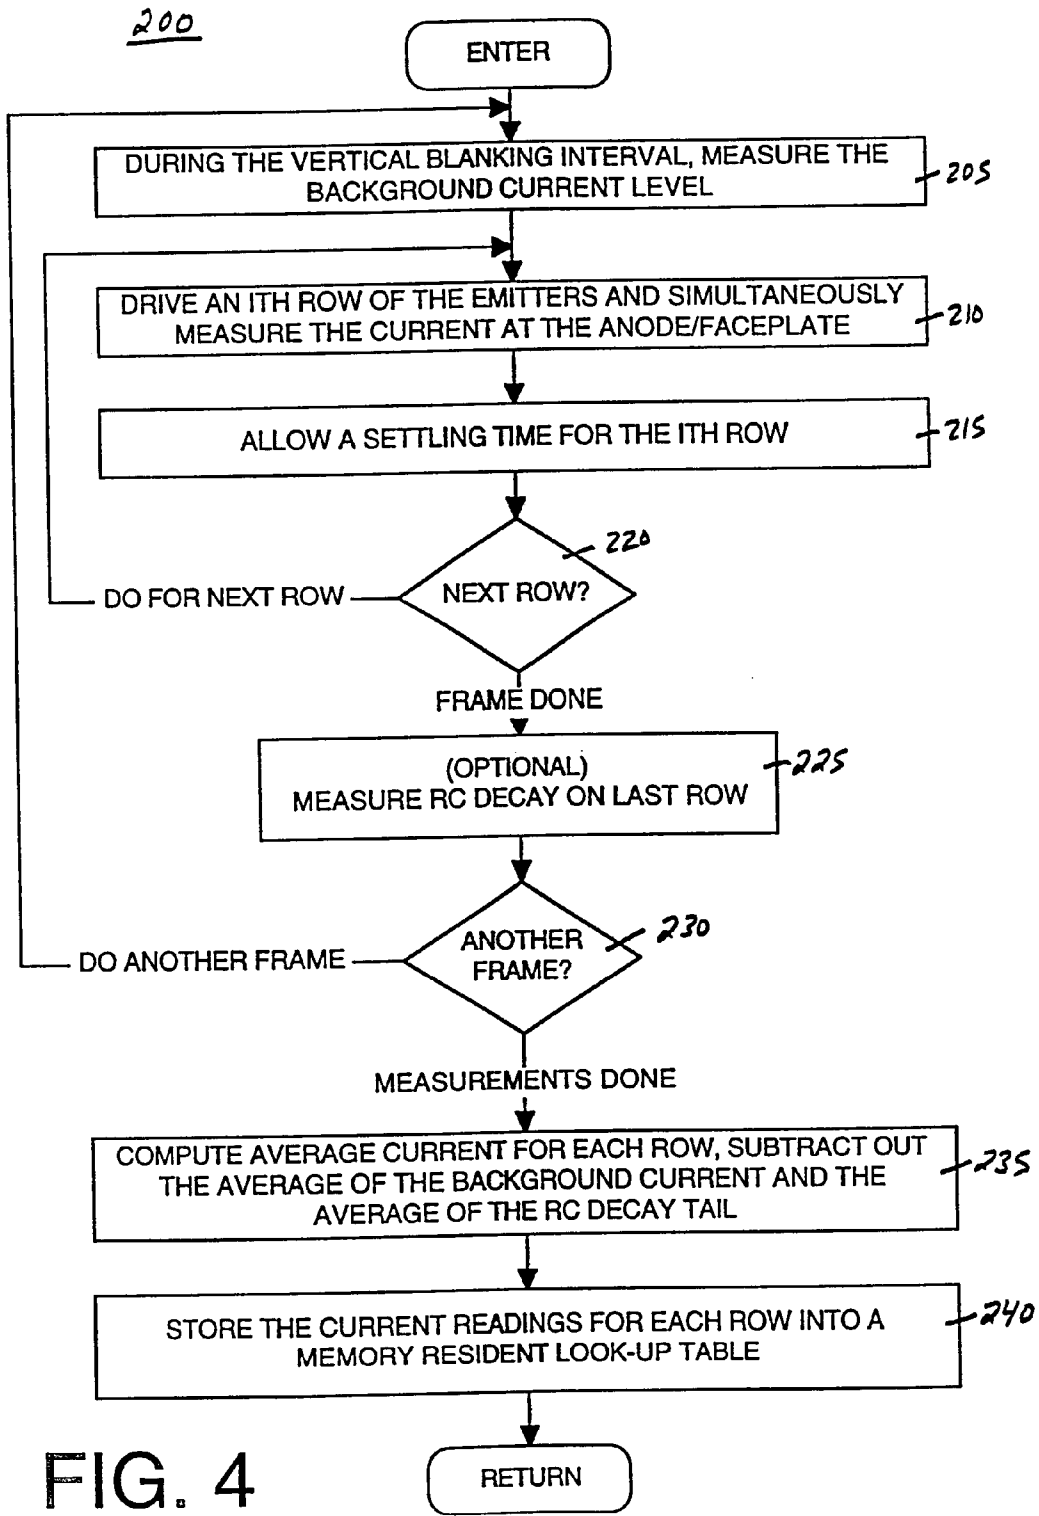 200
ENTER
DURING THE VERTICAL BLANKING INTERVAL, MEASURE THE
BACKGROUND CURRENT LEVEL
205
DRIVE AN ITH ROW OF THE EMITTERS AND SIMULTANEOUSLY
MEASURE THE CURRENT AT THE ANODE/FACEPLATE
210
ALLOW A SETTLING TIME FOR THE ITH ROW
215
220
DO FOR NEXT ROW
NEXT ROW?
FRAME DONE
(OPTIONAL)
MEASURE RC DECAY ON LAST ROW
225
DO ANOTHER FRAME
ANOTHER
FRAME?
230
MEASUREMENTS DONE
COMPUTE AVERAGE CURRENT FOR EACH ROW, SUBTRACT OUT
THE AVERAGE OF THE BACKGROUND CURRENT AND THE
AVERAGE OF THE RC DECAY TAIL
235
STORE THE CURRENT READINGS FOR EACH ROW INTO A
MEMORY RESIDENT LOOK-UP TABLE
240
RETURN
FIG. 4